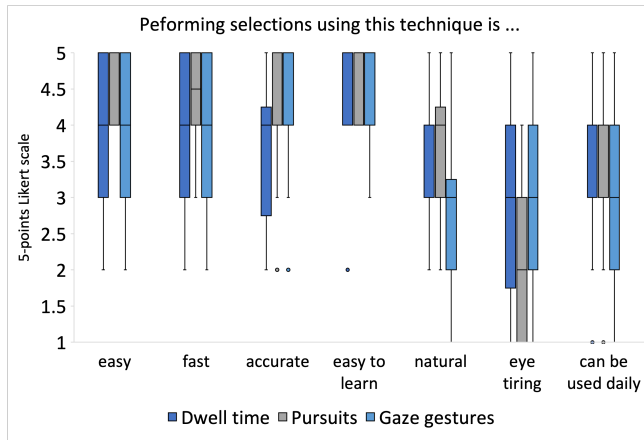 Peforming selections using this technique is ...
5-points Likert scale
5
4.5
4
3.5
3
2.5
2
1.5
1
easy
fast
accurate
easy to
learn
natural
eye
tiring
can be
used daily
Dwell time
Pursuits
Gaze gestures